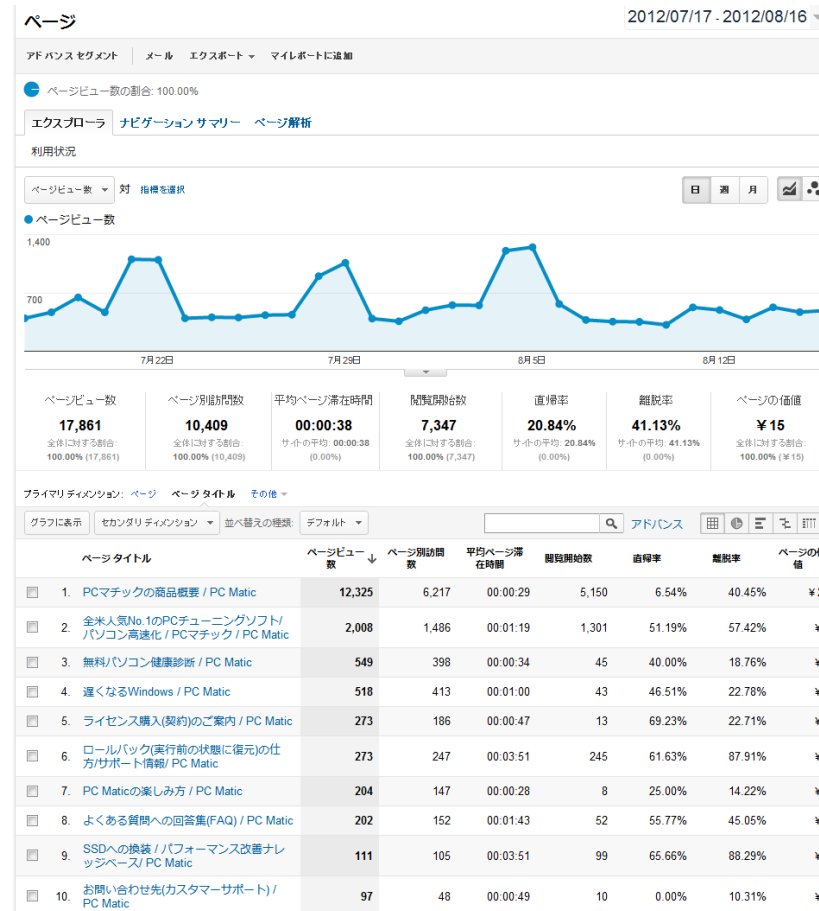 ページ
2012/07/17 - 2012/08/16
アドバンス セグメント メール エクスポート マイレポートに追加
ページビュー数の割合: 100.00%
エクスプローラ ナビゲーション サマリー ページ解析
利用状況
ページビュー数 対 指標を選択 日 週 月
ページビュー数
1,400
700
7月22日 7月29日 8月5日 8月12日
ページビュー数 ページ別訪問数 平均ページ滞在時間 閲覧開始数 直帰率 離脱率 ページの価値
17,861 10,409 00:00:38 7,347 20.84% 41.13% ¥15
全体に対する割合: 全体に対する割合: サイトの平均: 00:00:38 全体に対する割合: サイトの平均: 20.84% サイトの平均: 41.13% 全体に対する割合:
100.00% (17,861) 100.00% (10,409) (0.00%) 100.00% (7,347) (0.00%) (0.00%) 100.00% (¥15)
プライマリ ディメンション: ページ ページ タイトル その他
グラフに表示 セカンダリ ディメンション 並べ替えの種類: デフォルト アドバンス
ページ タイトル ページビュー ページ別訪問 平均ページ滞 閲覧開始数 直帰率 離脱率 ページの
数 数 在時間 値
1. PCマチックの商品概要 / PC Matic 12,325 6,217 00:00:29 5,150 6.54% 40.45% ¥
2. 全米人気No.1のPCチューニングソフト/ 2,008 1,486 00:01:19 1,301 51.19% 57.42% ¥
パソコン高速化 / PCマチック / PC Matic
3. 無料パソコン健康診断 / PC Matic 549 398 00:00:34 45 40.00% 18.76% ¥
4. 遅くなるWindows / PC Matic 518 413 00:01:00 43 46.51% 22.78% ¥
5. ライセンス購入(契約)のご案内 / PC Matic 273 186 00:00:47 13 69.23% 22.71% ¥
6. ロールバック(実行前の状態に復元)の仕 273 247 00:03:51 245 61.63% 87.91% ¥
方/サポート情報/ PC Matic
7. PC Maticの楽しみ方 / PC Matic 204 147 00:00:28 8 25.00% 14.22% ¥
8. よくある質問への回答集(FAQ) / PC Matic 202 152 00:01:43 52 55.77% 45.05% ¥
9. SSDへの換装 / パフォーマンス改善ナレ 111 105 00:03:51 99 65.66% 88.29% ¥
ッジベース/ PC Matic
10. お問い合わせ先(カスタマーサポート) / 97 48 00:00:49 10 0.00% 10.31% ¥
PC Matic